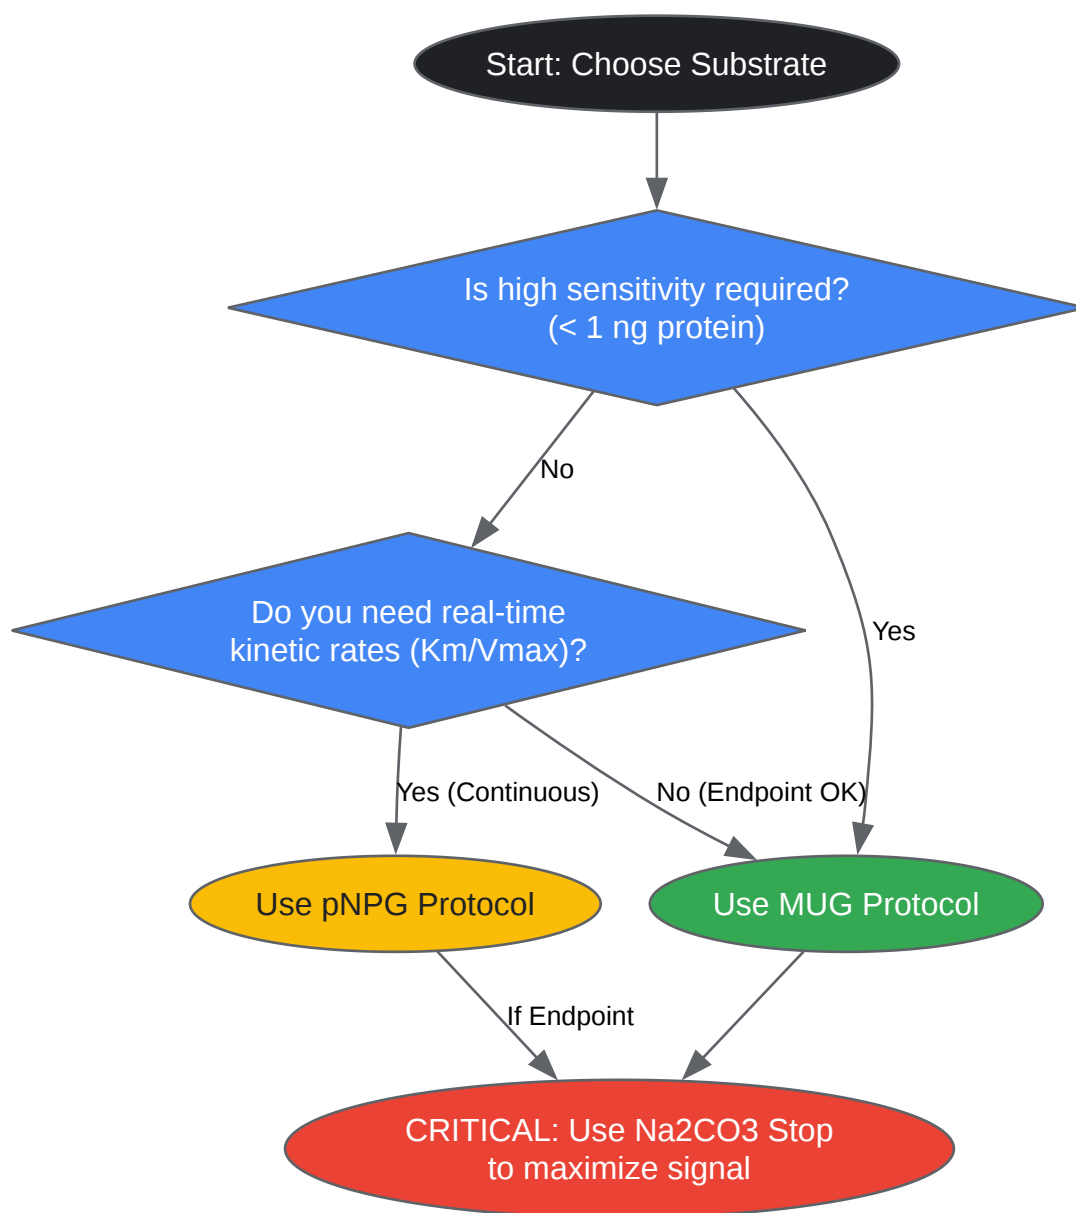 Start: Choose Substrate
Is high sensitivity required?
(< 1 ng protein)
No
Do you need real-time
kinetic rates (Km/Vmax)?
Yes
Yes (Continuous)
No (Endpoint OK)
Use pNPG Protocol
Use MUG Protocol
If Endpoint
CRITICAL: Use Na2CO3 Stop
to maximize signal